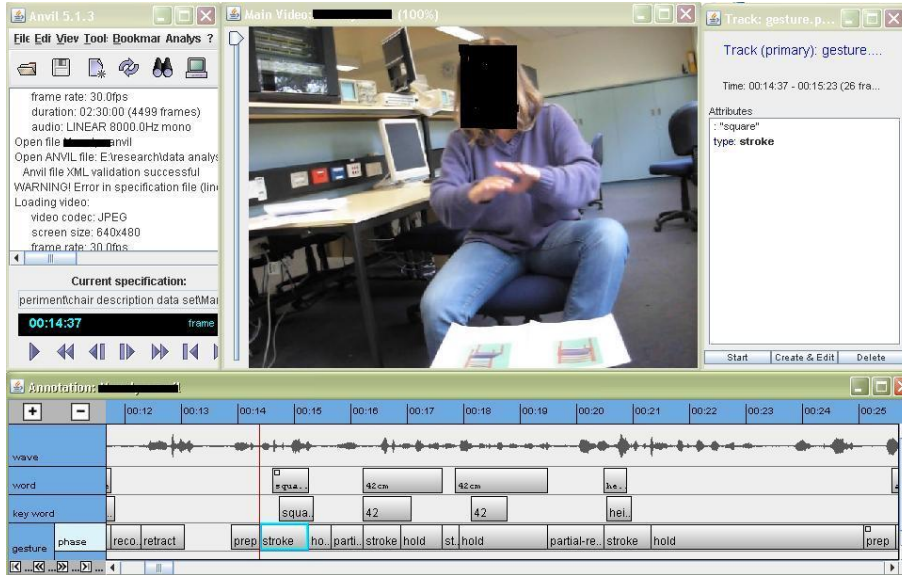 Anvil 5.1.3
File Edi Viev Tool: Bookmar Analys ?
frame rate: 30.0fps
duration: 02:30:00 (4499 frames)
audio: LINEAR 8000.0Hz mono
Open file anvil
Open ANVIL file: E:\research\data analys
Anvil file XML validation successful
WARNING! Error in specification file (line
Loading video:
video codec: JPEG
screen size: 640x480
frame rate: 30.0fps
Current specification:
periment\chair description data set\Mar
00:14:37 frame
Main Video: (100%)
Track: gesture.p...
Track (primary): gesture....
Time: 00:14:37 - 00:15:23 (26 fra...
Attributes
: "square"
type: stroke
Start Create & Edit Delete
Annotation:
+ - 00:12 00:13 00:14 00:15 00:16 00:17 00:18 00:19 00:20 00:21 00:22 00:23 00:24 00:25
wave
word squa.. 42cm 42cm he..
key word squa.. 42 42 hei..
gesture phase reco.. retract prep stroke ho.. parti.. stroke hold st.. hold partial-re.. stroke hold prep